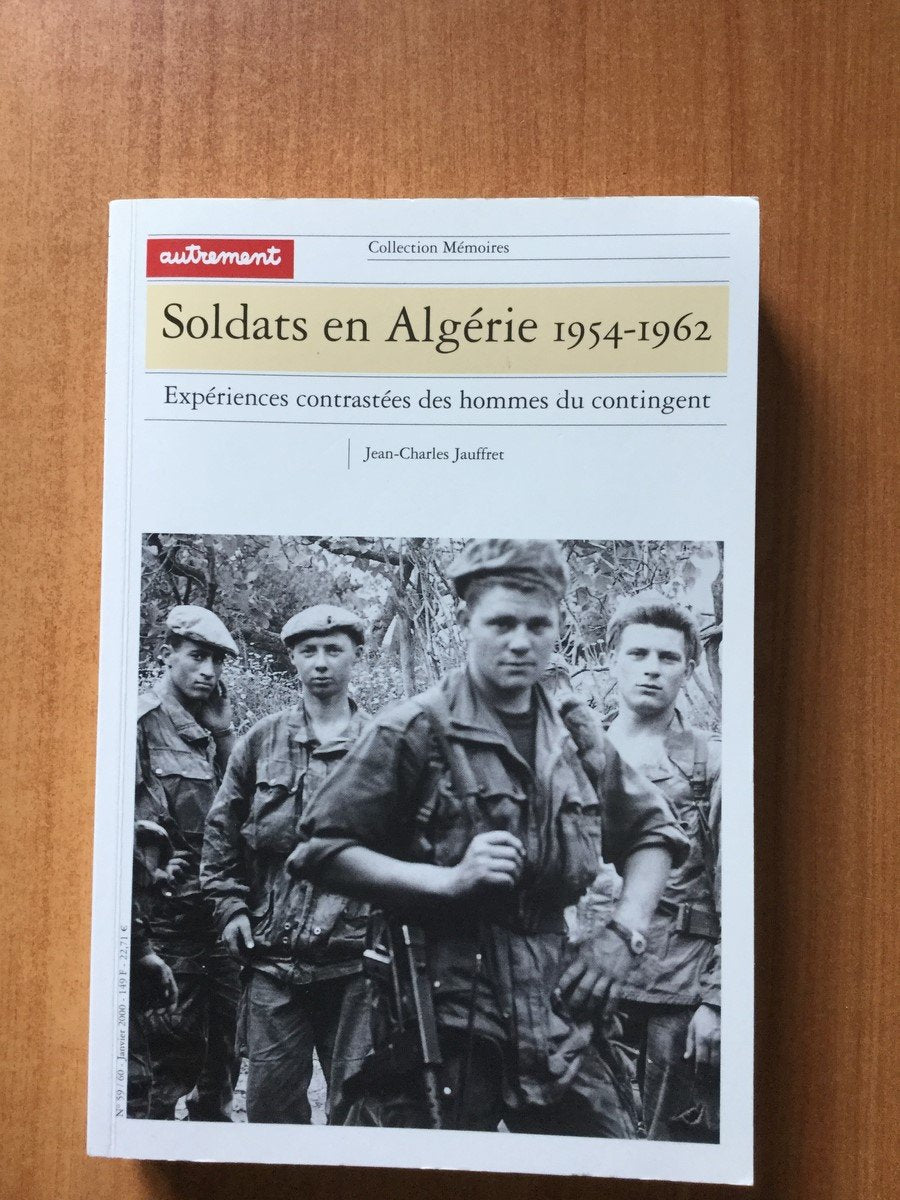 autrement
Collection Mémoires
Soldats en Algérie 1954-1962
Expériences contrastées des hommes du contingent
Jean-Charles Jauffret
N° 59 / 60 - Janvier 2000 - 149 F - 22,71 €